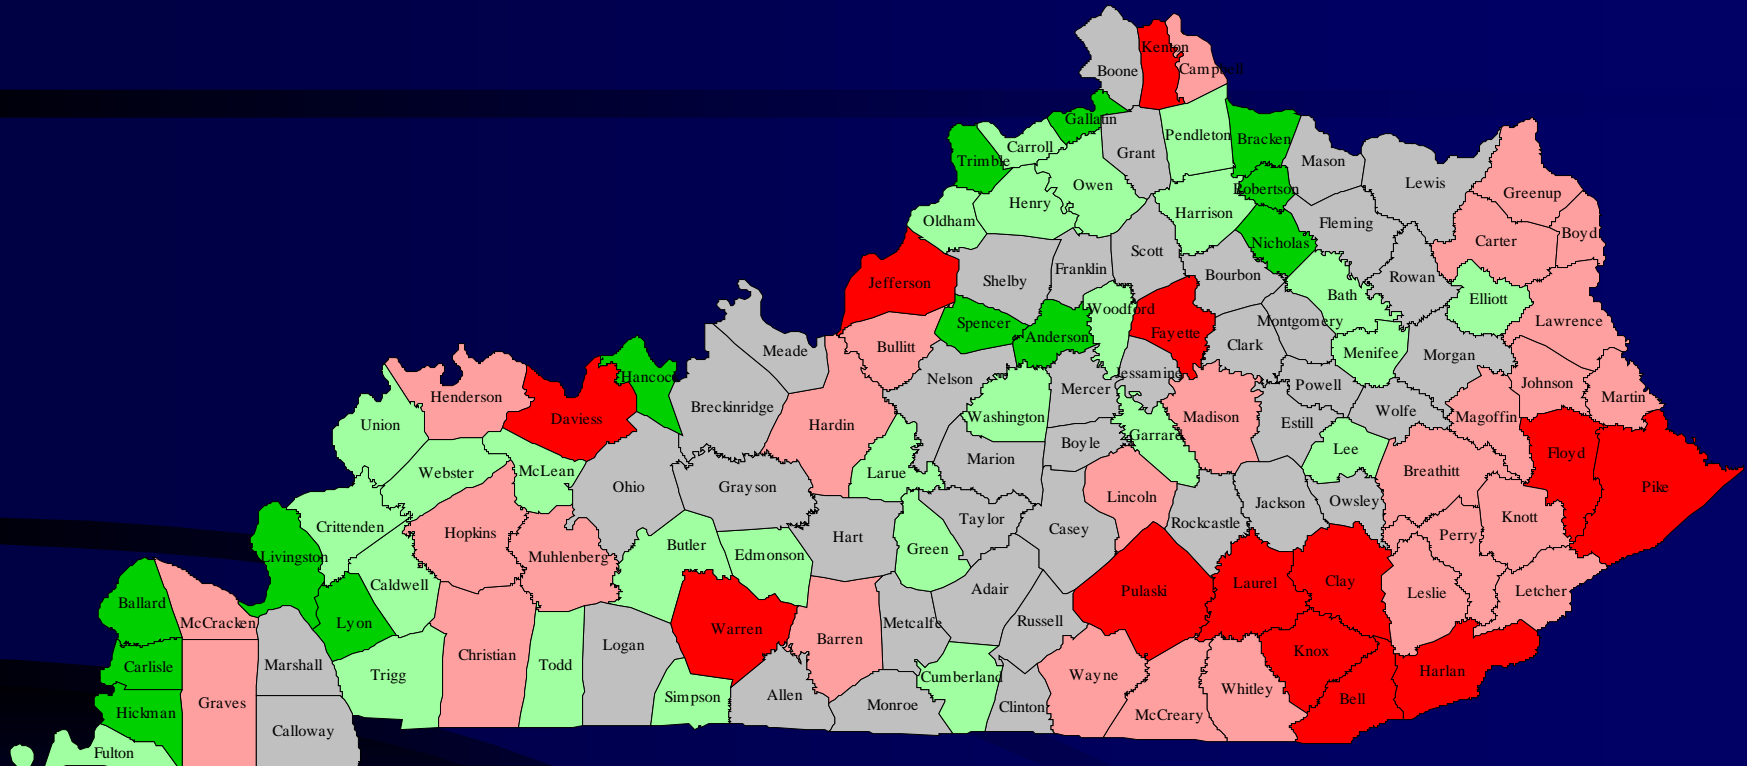 Kenton
Boone
Campbell
Gallatin
Pendleton
Bracken
Carroll
Grant
Trimble
Mason
Owen
Robertson
Lewis
Henry
Harrison
Greenup
Oldham
Fleming
Boyd
Nicholas
Carter
Scott
Franklin
Bourbon
Rowan
Shelby
Jefferson
Bath
Elliott
Woodford
Spencer
Montgomery
Lawrence
Anderson
Fayette
Clark
Bullitt
Meade
Menifee
Morgan
Jessamine
Nelson
Hancock
Powell
Johnson
Mercer
Martin
Henderson
Breckinridge
Wolfe
Washington
Madison
Magoffin
Daviess
Estill
Union
Hardin
Garrard
Boyle
Lee
Floyd
Marion
McLean
Webster
Larue
Breathitt
Ohio
Grayson
Pike
Lincoln
Jackson
Owsley
Taylor
Knott
Crittenden
Rockcastle
Casey
Hopkins
Hart
Perry
Butler
Green
Livingston
Muhlenberg
Edmonson
Caldwell
Laurel
Clay
Adair
Pulaski
Leslie
Letcher
Ballard
McCracken
Lyon
Metcalfe
Russell
Warren
Barren
Logan
Knox
Christian
Carlisle
Marshall
Todd
Trigg
Cumberland
Wayne
Harlan
Whitley
Simpson
Allen
Bell
Graves
Monroe
Clinton
Hickman
McCreary
Calloway
Fulton